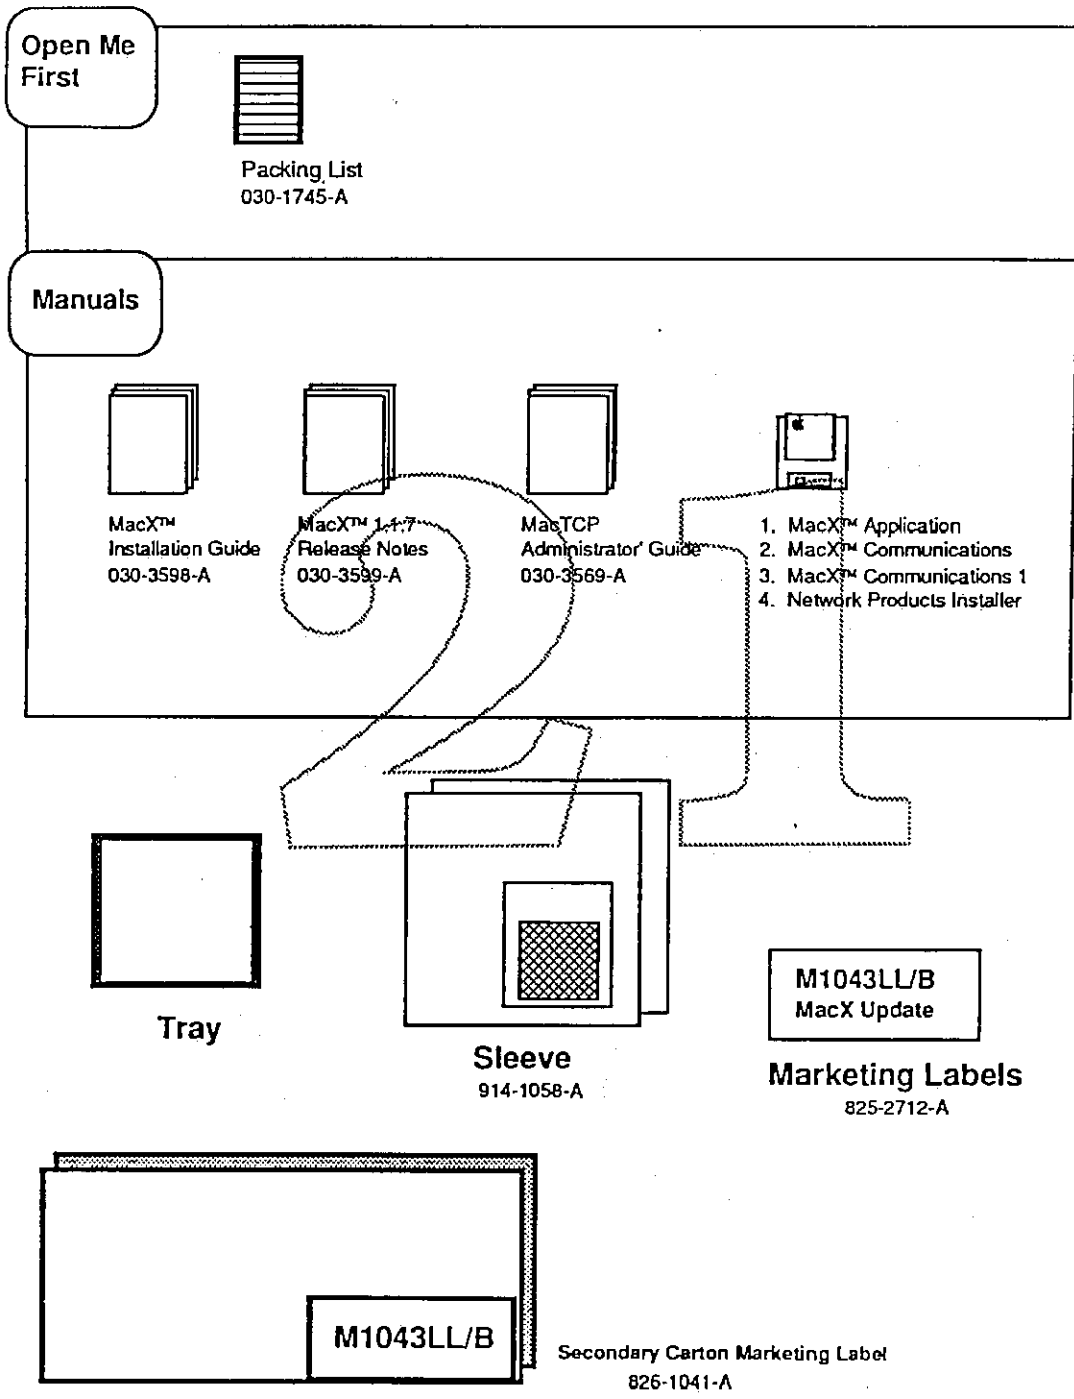 Open Me
First
Packing List
030-1745-A
Manuals
MacX™
Installation Guide
030-3598-A
MacX™ 1.1.7
Release Notes
030-3599-A
MacTCP
Administrator' Guide
030-3569-A
1. MacX™ Application
2. MacX™ Communications
3. MacX™ Communications 1
4. Network Products Installer
21
Tray
Sleeve
914-1058-A
M1043LL/B
MacX Update
Marketing Labels
825-2712-A
M1043LL/B
Secondary Carton Marketing Label
826-1041-A